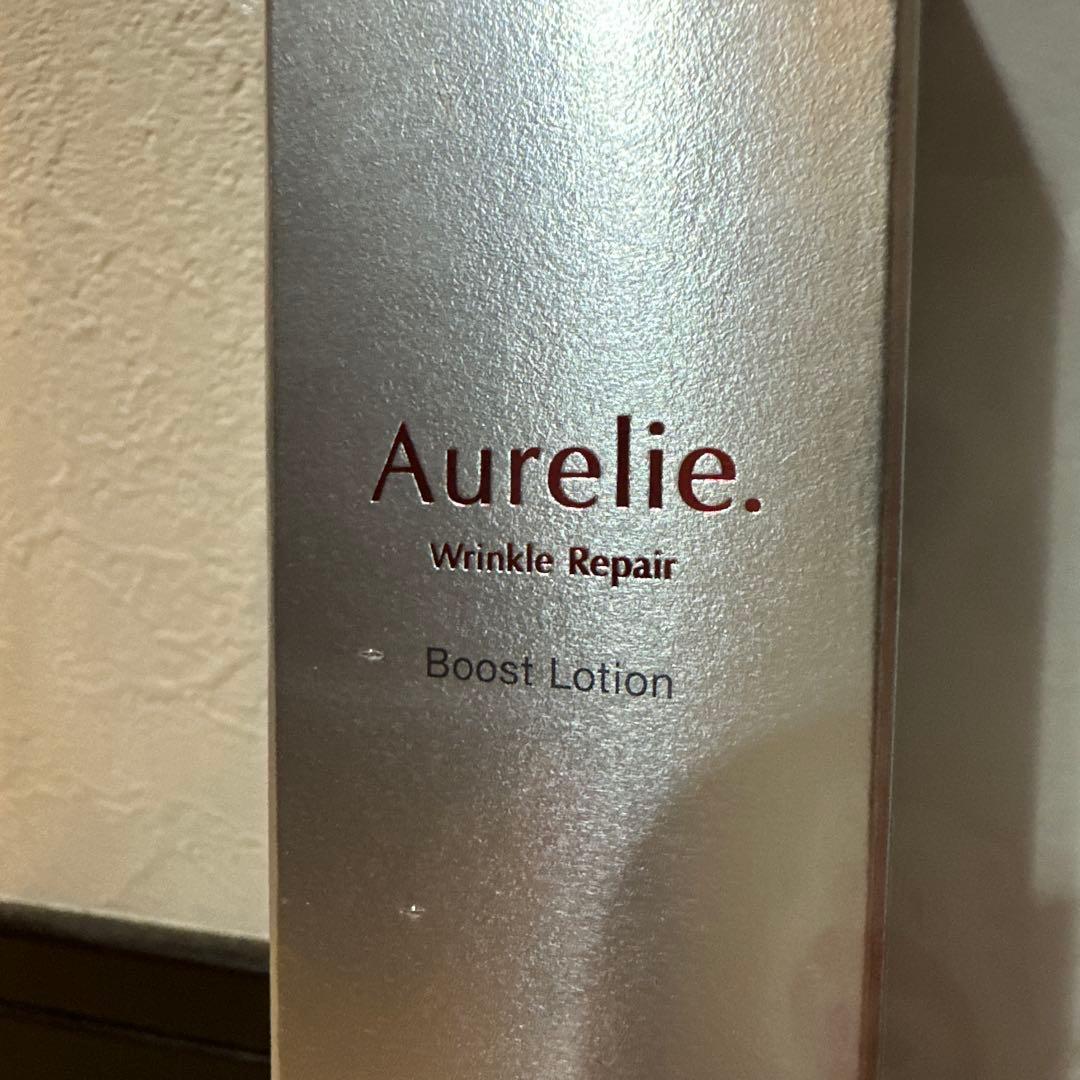 Aurelie.
Wrinkle Repair
Boost Lotion